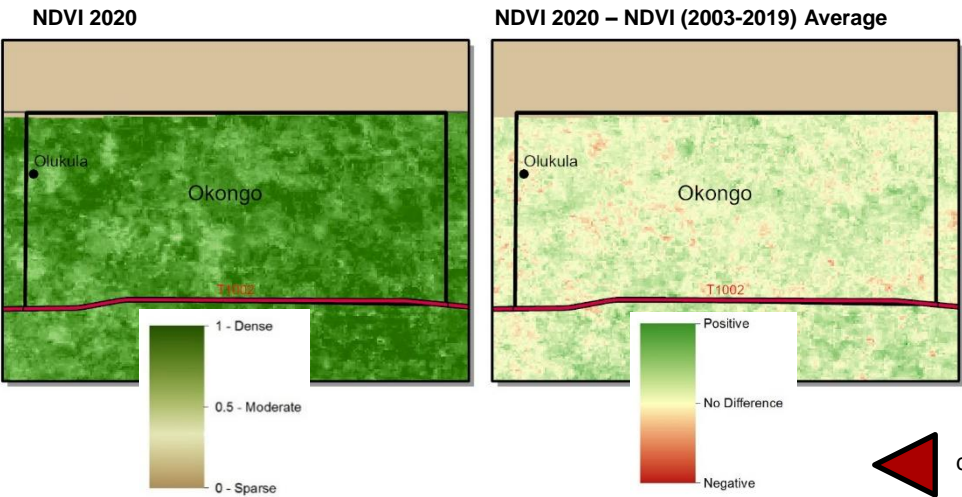 NDVI 2020
NDVI 2020 – NDVI (2003-2019) Average
Olukula
Okongo
T1002
1 - Dense
0.5 - Moderate
0 - Sparse
Olukula
Okongo
T1002
Positive
No Difference
Negative